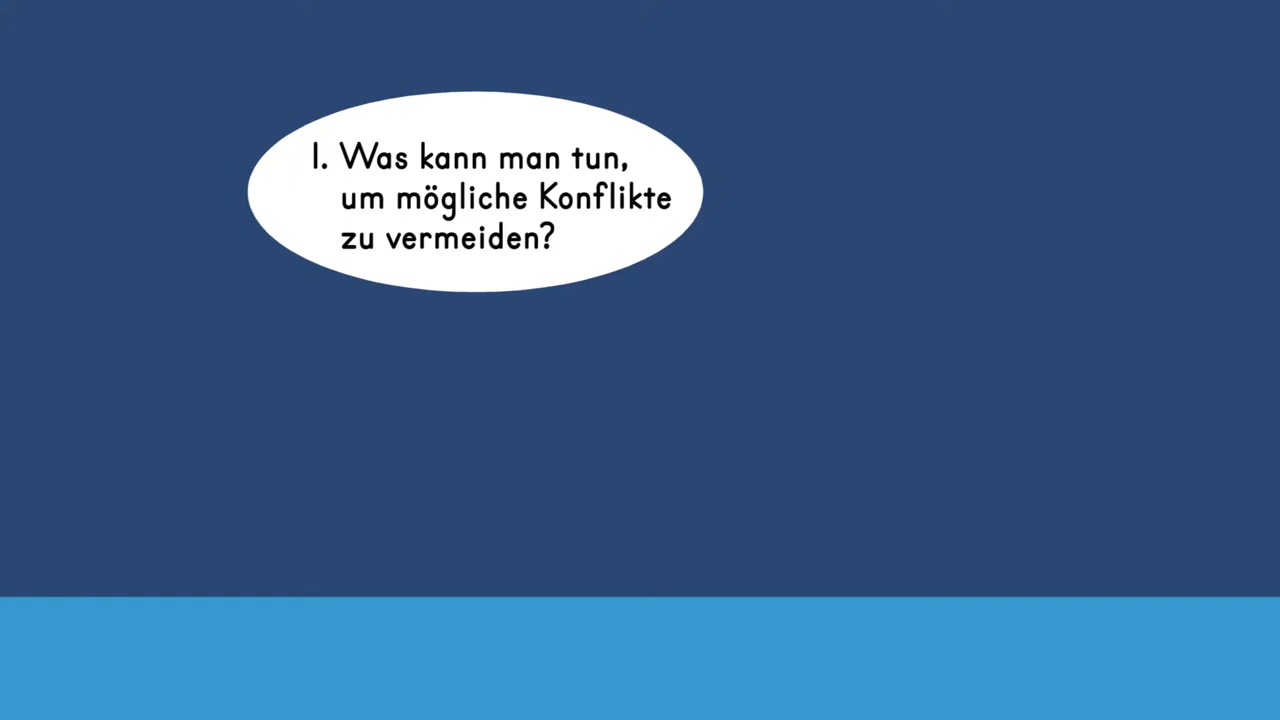 1. Was kann man tun,
um mögliche Konflikte
zu vermeiden?